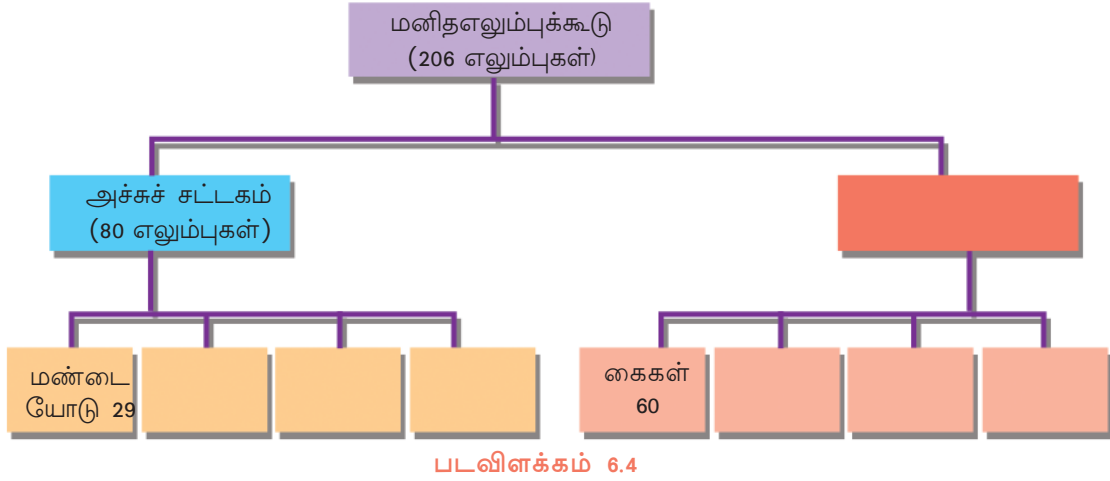 மனிதஎலும்புக்கூடு
(206 எலும்புகள்)
அச்சுச் சட்டகம்
(80 எலும்புகள்)
மண்டை
யோடு 29
கைகள்
60
படவிளக்கம் 6.4